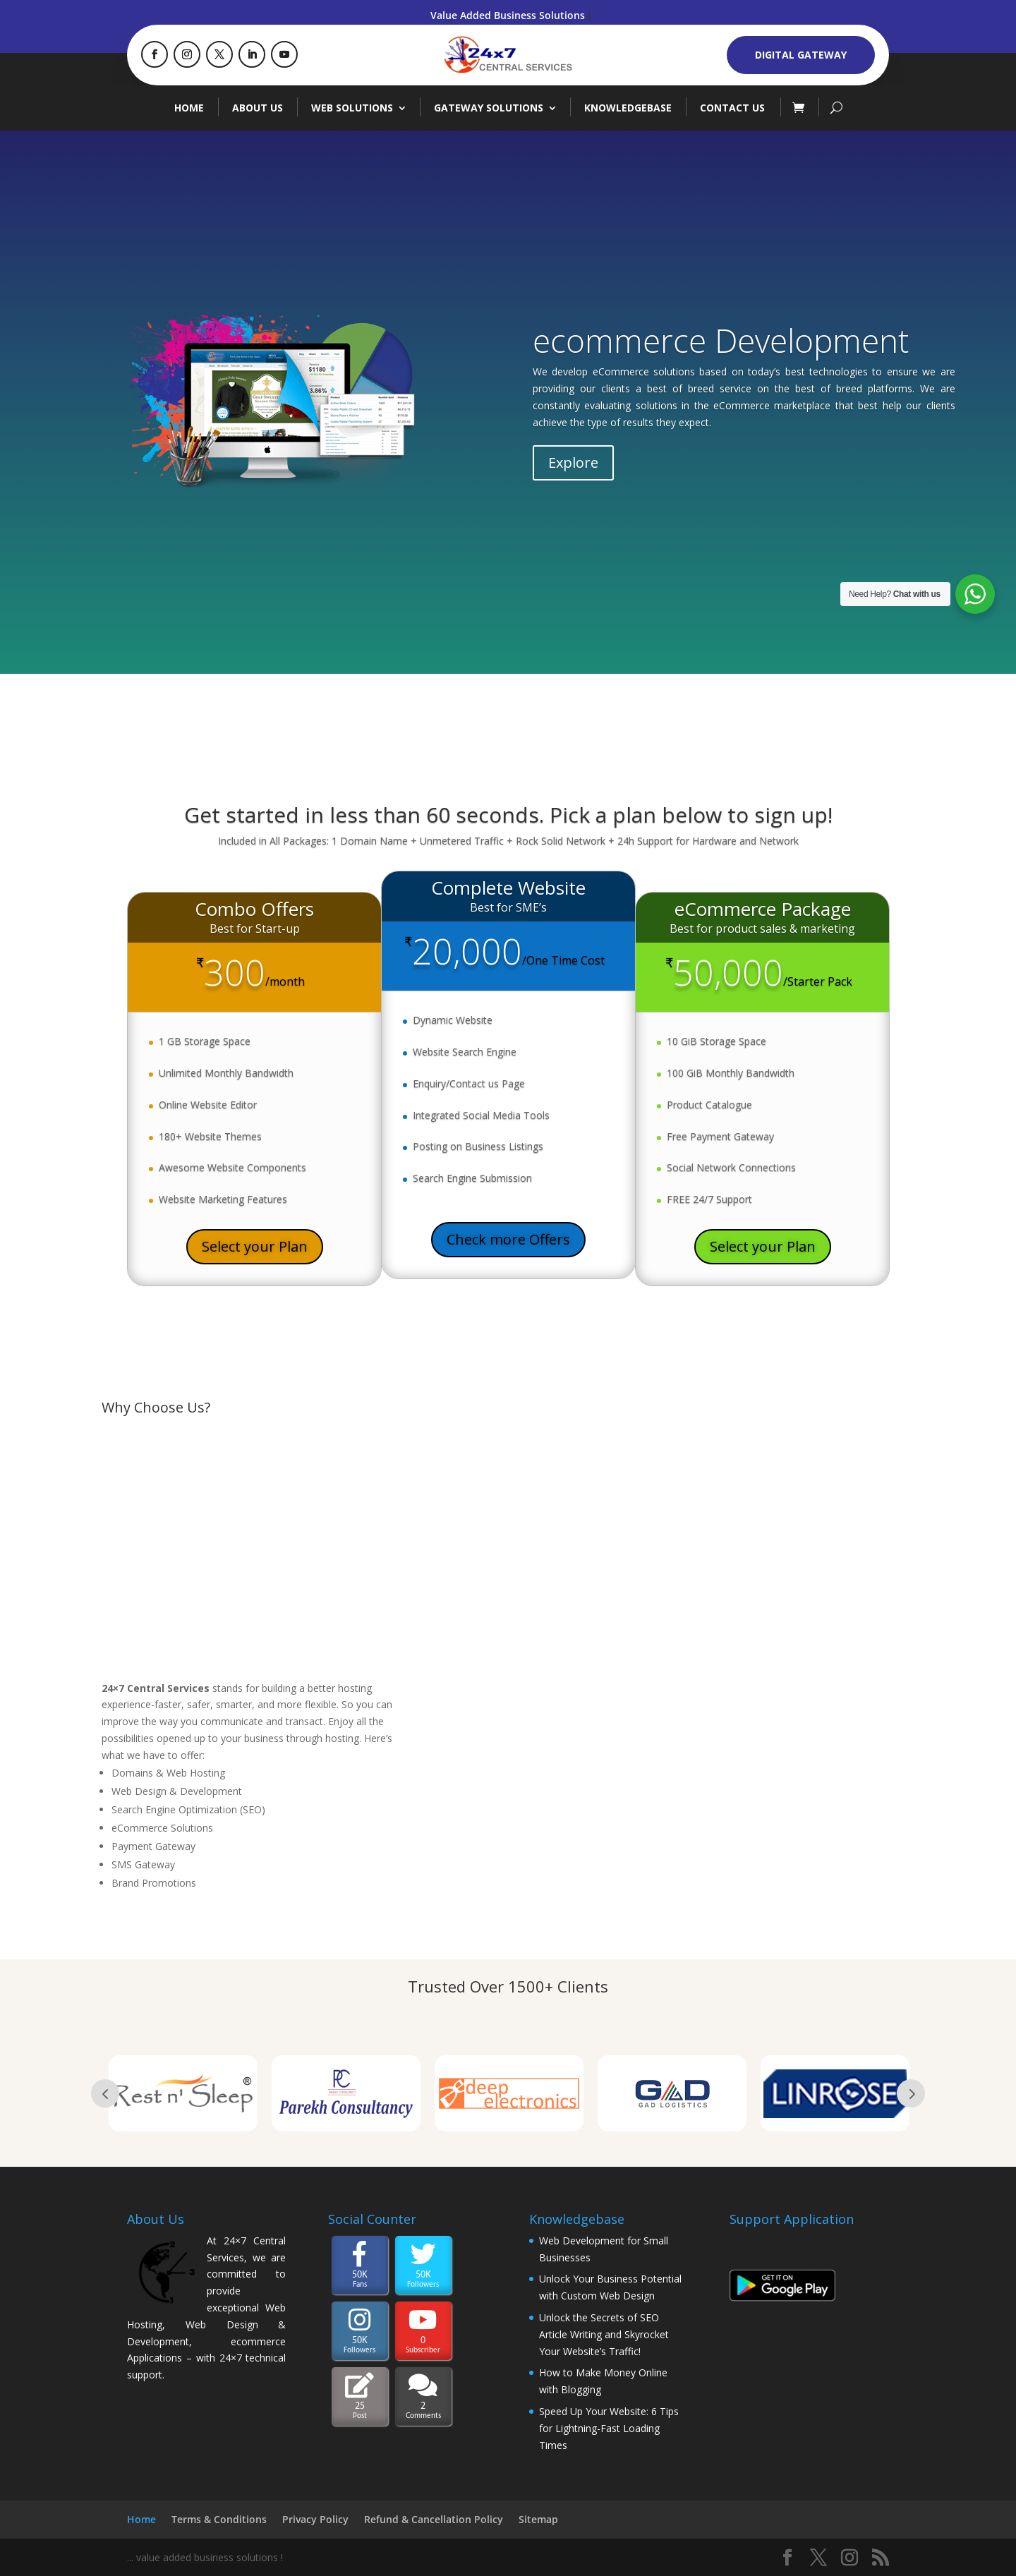 Value Added Business Solutions !
24x7
CENTRAL SERVICES
DIGITAL GATEWAY
HOME
ABOUT US
WEB SOLUTIONS
GATEWAY SOLUTIONS
KNOWLEDGEBASE
CONTACT US
ecommerce Development
We develop eCommerce solutions based on today’s best technologies to ensure we are
providing our clients a best of breed service on the best of breed platforms. We are
constantly evaluating solutions in the eCommerce marketplace that best help our clients
achieve the type of results they expect.
Explore
Need Help? Chat with us
Get started in less than 60 seconds. Pick a plan below to sign up!
Included in All Packages: 1 Domain Name + Unmetered Traffic + Rock Solid Network + 24h Support for Hardware and Network
Combo Offers
Best for Start-up
₹300/month
1 GB Storage Space
Unlimited Monthly Bandwidth
Online Website Editor
180+ Website Themes
Awesome Website Components
Website Marketing Features
Select your Plan
Complete Website
Best for SME’s
₹20,000/One Time Cost
Dynamic Website
Website Search Engine
Enquiry/Contact us Page
Integrated Social Media Tools
Posting on Business Listings
Search Engine Submission
Check more Offers
eCommerce Package
Best for product sales & marketing
₹50,000/Starter Pack
10 GiB Storage Space
100 GiB Monthly Bandwidth
Product Catalogue
Free Payment Gateway
Social Network Connections
FREE 24/7 Support
Select your Plan
Why Choose Us?
24×7 Central Services stands for building a better hosting
experience-faster, safer, smarter, and more flexible. So you can
improve the way you communicate and transact. Enjoy all the
possibilities opened up to your business through hosting. Here’s
what we have to offer:
Domains & Web Hosting
Web Design & Development
Search Engine Optimization (SEO)
eCommerce Solutions
Payment Gateway
SMS Gateway
Brand Promotions
Trusted Over 1500+ Clients
Rest n' Sleep ®
PC
Parekh Consultancy
deep
electronics
GAD
GAD LOGISTICS
LINROSE
About Us
At 24×7 Central
Services, we are
committed to
provide
exceptional Web
Hosting, Web Design &
Development, ecommerce
Applications – with 24×7 technical
support.
Social Counter
50K
Fans
50K
Followers
50K
Followers
0
Subscriber
25
Post
2
Comments
Knowledgebase
Web Development for Small
Businesses
Unlock Your Business Potential
with Custom Web Design
Unlock the Secrets of SEO
Article Writing and Skyrocket
Your Website’s Traffic!
How to Make Money Online
with Blogging
Speed Up Your Website: 6 Tips
for Lightning-Fast Loading
Times
Support Application
GET IT ON
Google Play
Home
Terms & Conditions
Privacy Policy
Refund & Cancellation Policy
Sitemap
... value added business solutions !